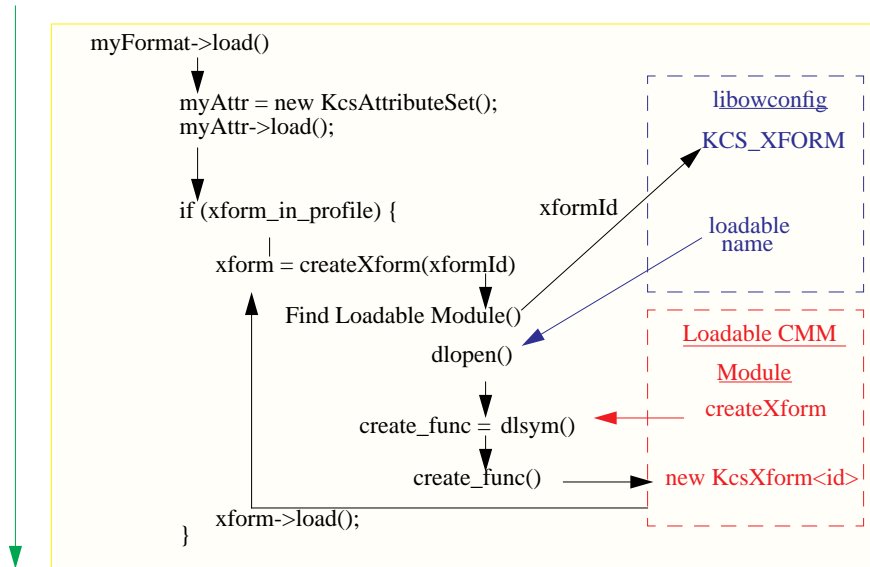 myFormat->load()
myAttr = new KcsAttributeSet();
myAttr->load();
if (xform_in_profile) {
xform = createXform(xformId)
Find Loadable Module()
dlopen()
create_func = dlsym()
create_func()
xform->load();
}
xformId
libowconfig
KCS_XFORM
loadable
name
Loadable CMM
Module
createXform
new KcsXform<id>